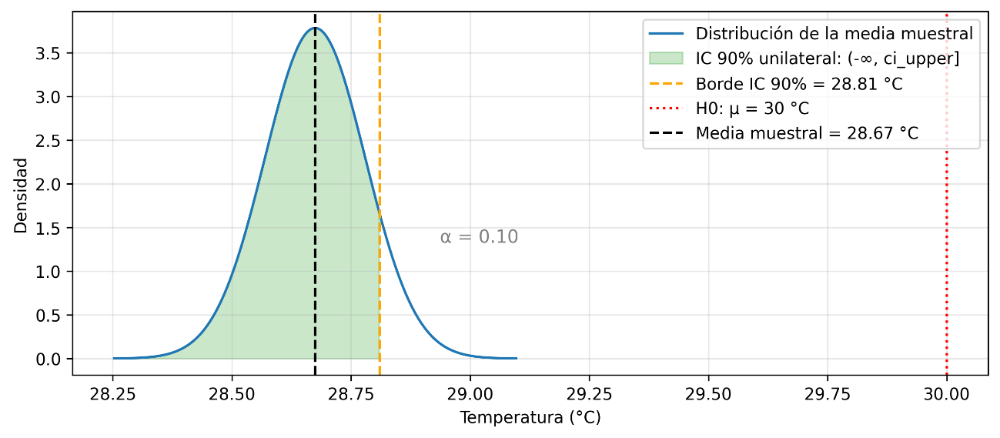 Distribución de la media muestral
IC 90% unilateral: (-∞, ci_upper]
Borde IC 90% = 28.81 °C
H0: μ = 30 °C
Media muestral = 28.67 °C
Densidad
3.5
3.0
2.5
2.0
1.5
1.0
0.5
0.0
α = 0.10
28.25 28.50 28.75 29.00 29.25 29.50 29.75 30.00
Temperatura (°C)